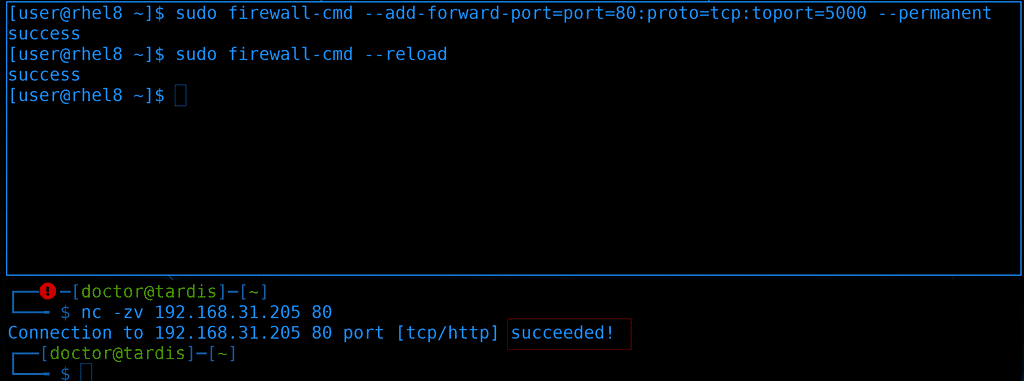 [user@rhel8 ~]$ sudo firewall-cmd --add-forward-port=port=80:proto=tcp:toport=5000 --permanent
success
[user@rhel8 ~]$ sudo firewall-cmd --reload
success
[user@rhel8 ~]$
┌──!─[doctor@tardis]─[~]
└──╼ $ nc -zv 192.168.31.205 80
Connection to 192.168.31.205 80 port [tcp/http] succeeded!
┌──[doctor@tardis]─[~]
└──╼ $